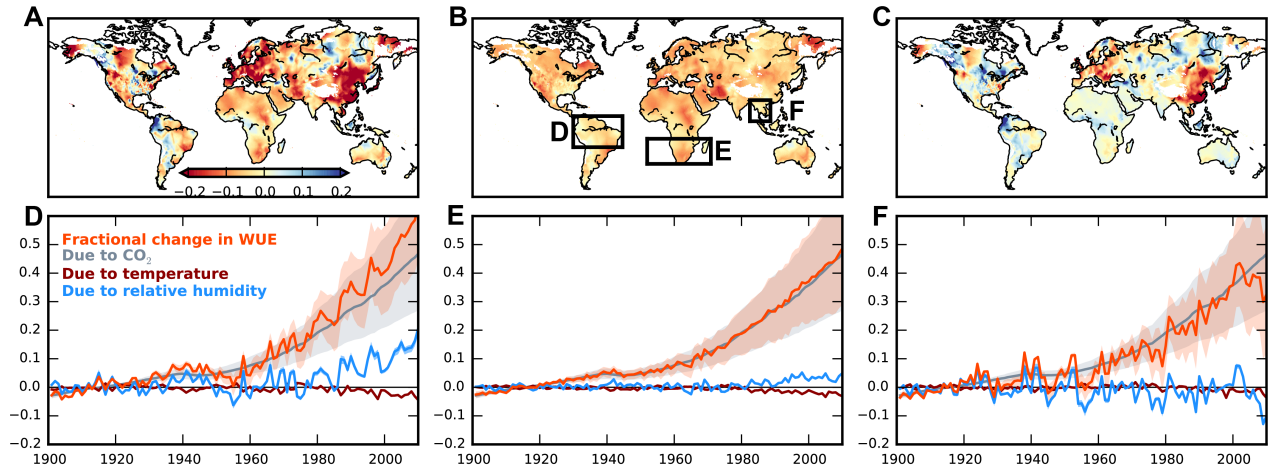 A B C
D E F
−0.2 −0.1 0.0 0.1 0.2
D E F
Fractional change in WUE
Due to CO₂
Due to temperature
Due to relative humidity
0.5 0.5 0.5
0.4 0.4 0.4
0.3 0.3 0.3
0.2 0.2 0.2
0.1 0.1 0.1
0.0 0.0 0.0
−0.1 −0.1 −0.1
−0.2 −0.2 −0.2
1900 1920 1940 1960 1980 2000 1900 1920 1940 1960 1980 2000 1900 1920 1940 1960 1980 2000